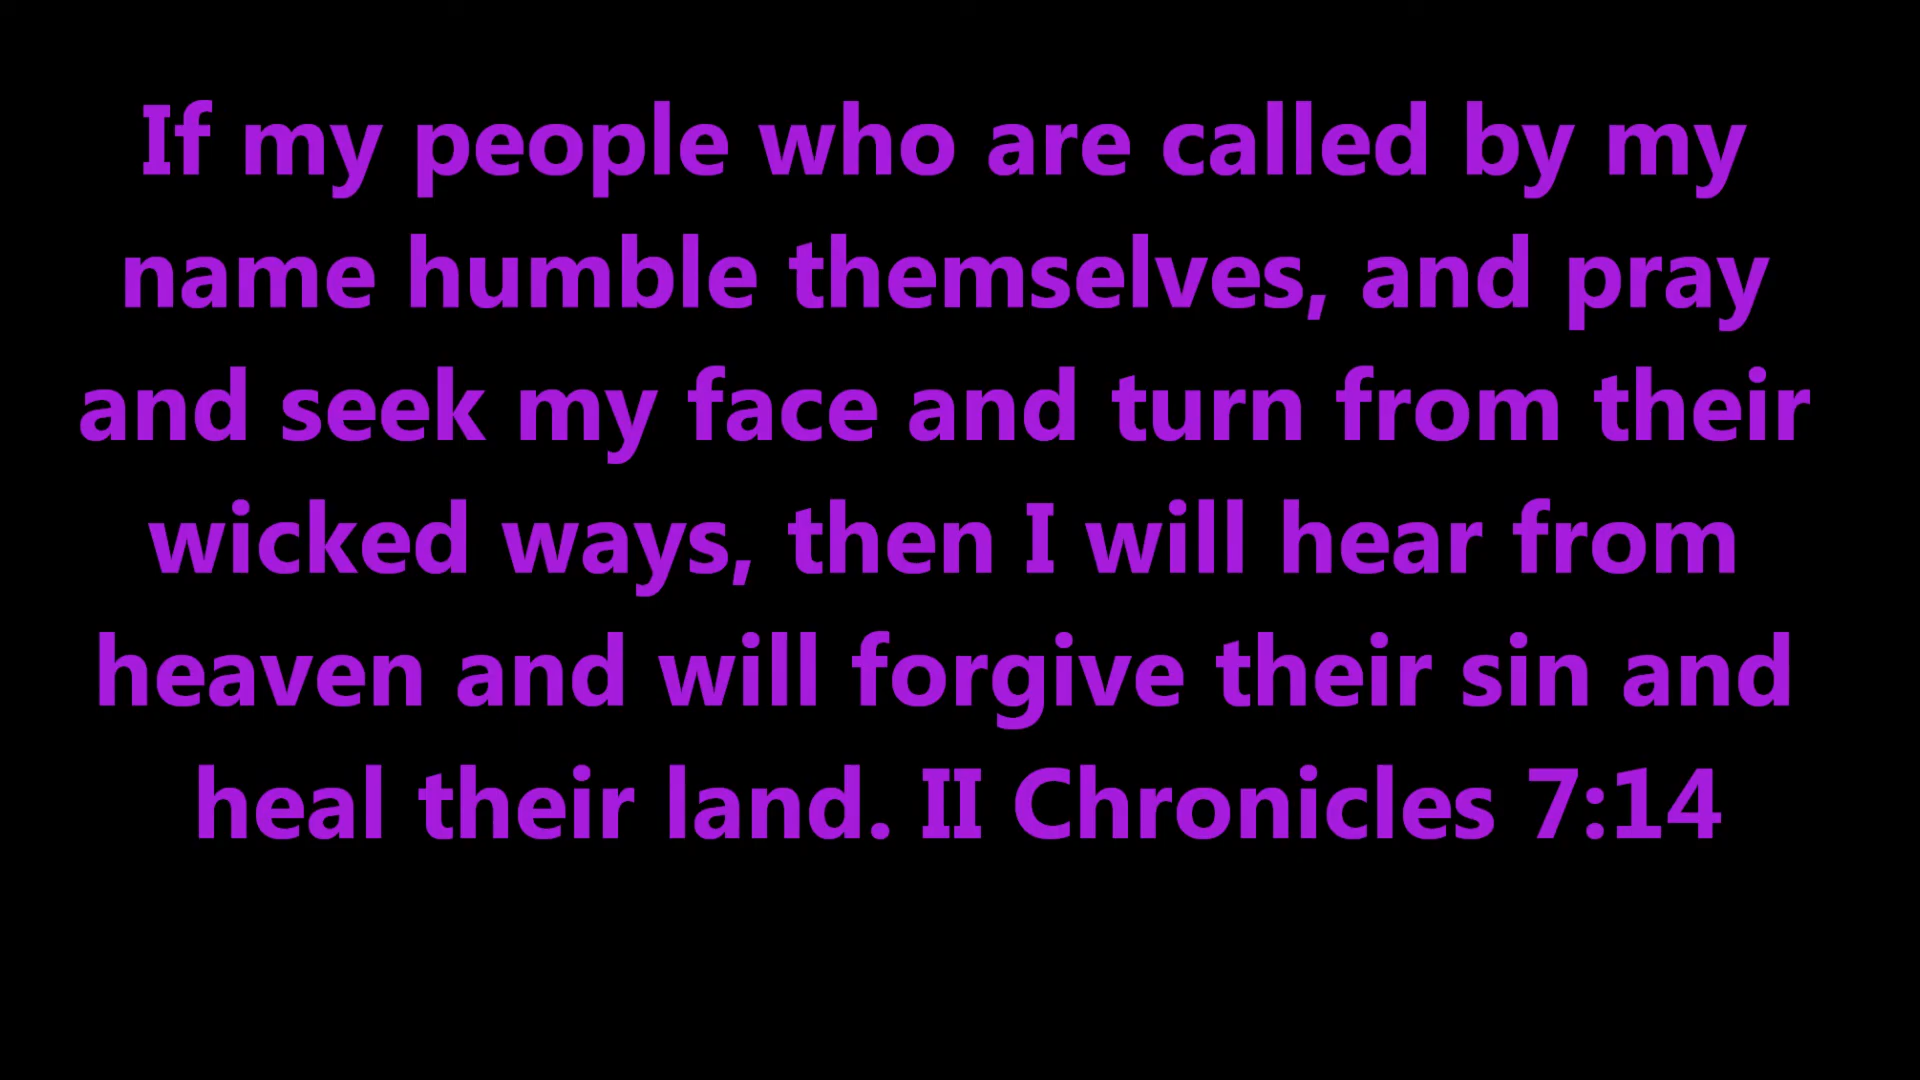 If my people who are called by my
name humble themselves, and pray
and seek my face and turn from their
wicked ways, then I will hear from
heaven and will forgive their sin and
heal their land. II Chronicles 7:14